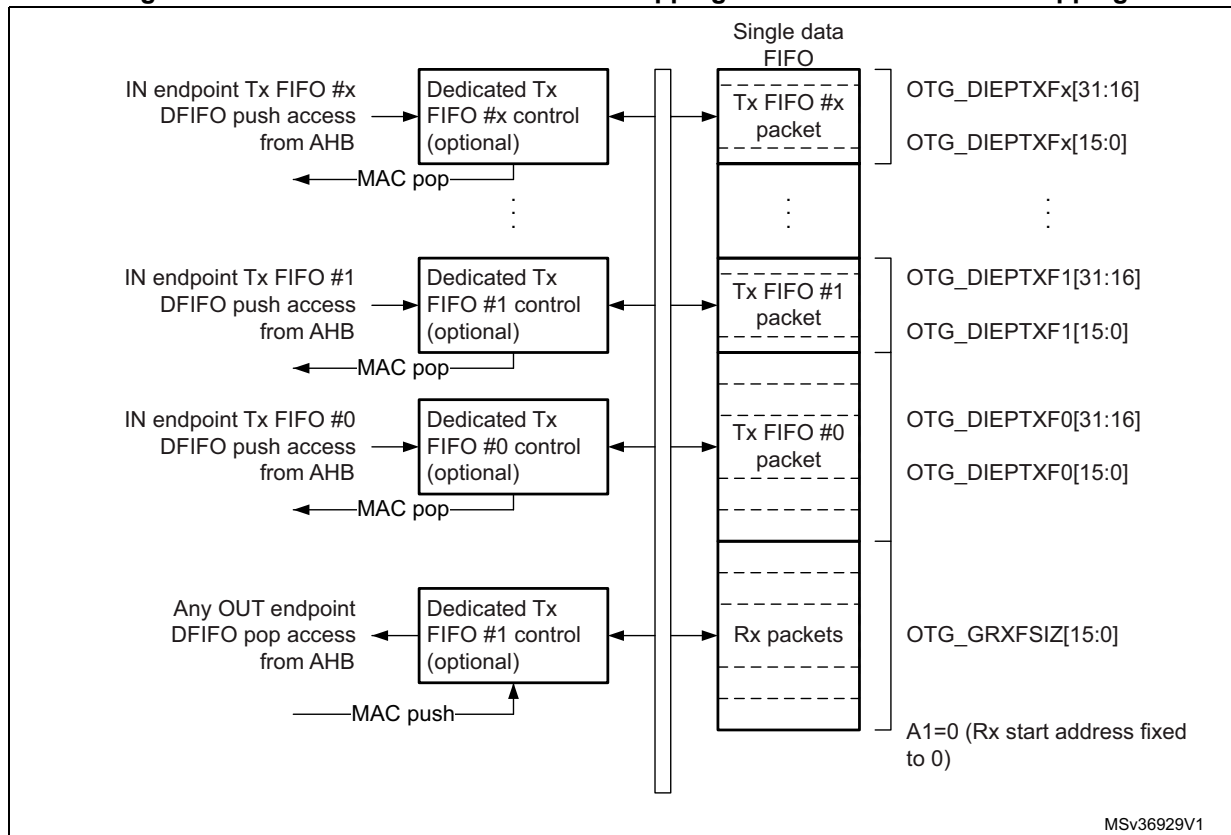 Single data
FIFO
IN endpoint Tx FIFO #x
DFIFO push access
from AHB
Dedicated Tx
FIFO #x control
(optional)
MAC pop
Tx FIFO #x
packet
OTG_DIEPTXFx[31:16]
OTG_DIEPTXFx[15:0]
IN endpoint Tx FIFO #1
DFIFO push access
from AHB
Dedicated Tx
FIFO #1 control
(optional)
MAC pop
Tx FIFO #1
packet
OTG_DIEPTXF1[31:16]
OTG_DIEPTXF1[15:0]
IN endpoint Tx FIFO #0
DFIFO push access
from AHB
Dedicated Tx
FIFO #0 control
(optional)
MAC pop
Tx FIFO #0
packet
OTG_DIEPTXF0[31:16]
OTG_DIEPTXF0[15:0]
Any OUT endpoint
DFIFO pop access
from AHB
Dedicated Tx
FIFO #1 control
(optional)
MAC push
Rx packets
OTG_GRXFSIZ[15:0]
A1=0 (Rx start address fixed
to 0)
MSv36929V1